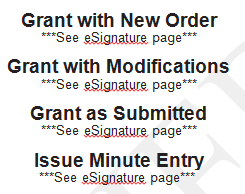 Grant with New Order
***See eSignature page***
Grant with Modifications
***See eSignature page***
Grant as Submitted
***See eSignature page***
Issue Minute Entry
***See eSignature page***